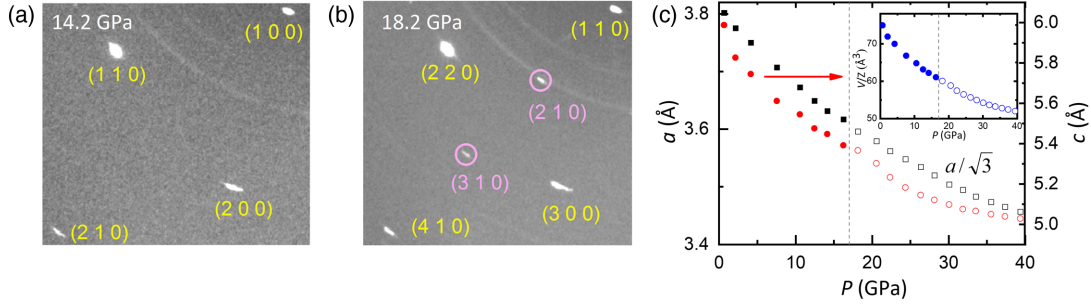 (a)
14.2 GPa
(1 0 0)
(1 1 0)
(2 0 0)
(2 1 0)
(b)
18.2 GPa
(1 1 0)
(2 2 0)
(2 1 0)
(3 1 0)
(3 0 0)
(4 1 0)
(c)
3.8
3.6
3.4
a (Å)
6.0
5.8
5.6
5.4
5.2
5.0
c (Å)
a/√3
0 10 20 30 40
P (GPa)
V/Z (Å³)
70
60
50
0 10 20 30 40
P (GPa)